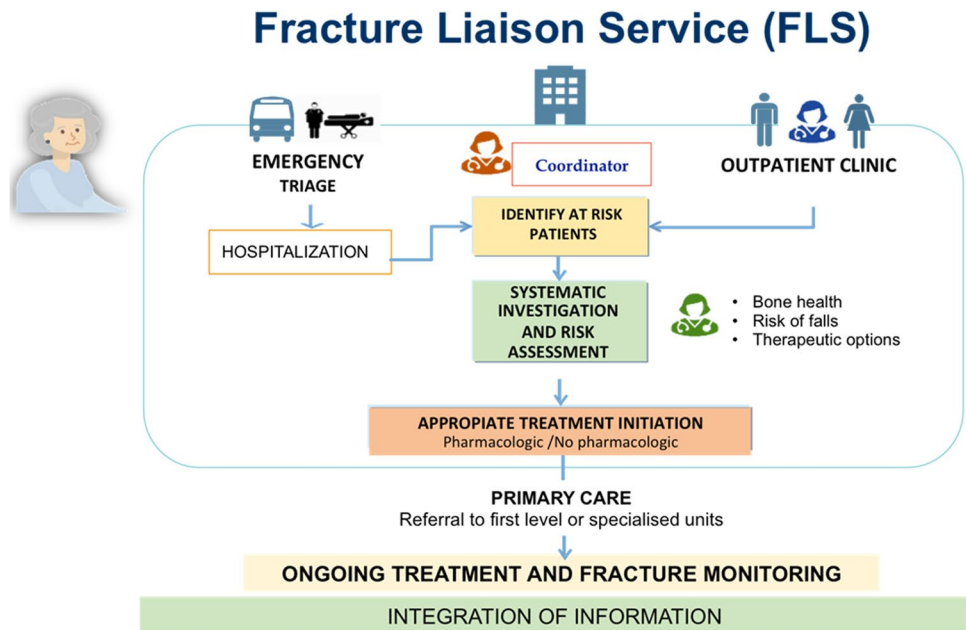 Fracture Liaison Service (FLS)
EMERGENCY
TRIAGE
Coordinator
OUTPATIENT CLINIC
HOSPITALIZATION
IDENTIFY AT RISK
PATIENTS
SYSTEMATIC
INVESTIGATION
AND RISK
ASSESSMENT
• Bone health
• Risk of falls
• Therapeutic options
APPROPIATE TREATMENT INITIATION
Pharmacologic /No pharmacologic
PRIMARY CARE
Referral to first level or specialised units
ONGOING TREATMENT AND FRACTURE MONITORING
INTEGRATION OF INFORMATION